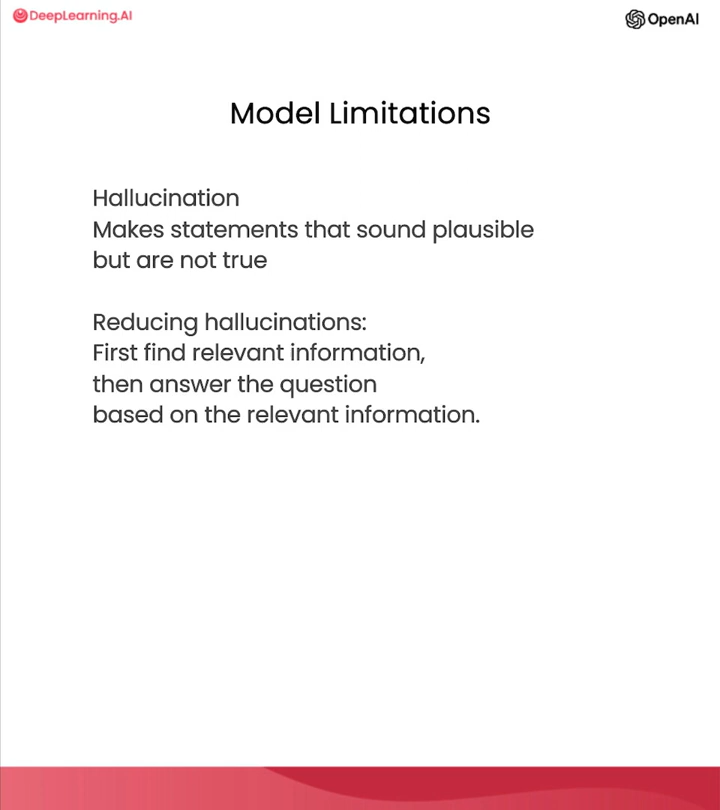 DeepLearning.AI
OpenAI
Model Limitations
Hallucination
Makes statements that sound plausible
but are not true
Reducing hallucinations:
First find relevant information,
then answer the question
based on the relevant information.